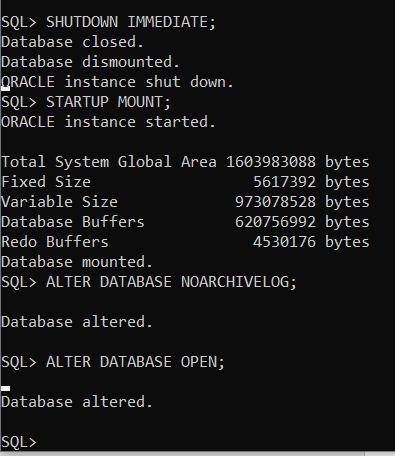 SQL> SHUTDOWN IMMEDIATE;
Database closed.
Database dismounted.
ORACLE instance shut down.
SQL> STARTUP MOUNT;
ORACLE instance started.
Total System Global Area 1603983088 bytes
Fixed Size 5617392 bytes
Variable Size 973078528 bytes
Database Buffers 620756992 bytes
Redo Buffers 4530176 bytes
Database mounted.
SQL> ALTER DATABASE NOARCHIVELOG;
Database altered.
SQL> ALTER DATABASE OPEN;
Database altered.
SQL>